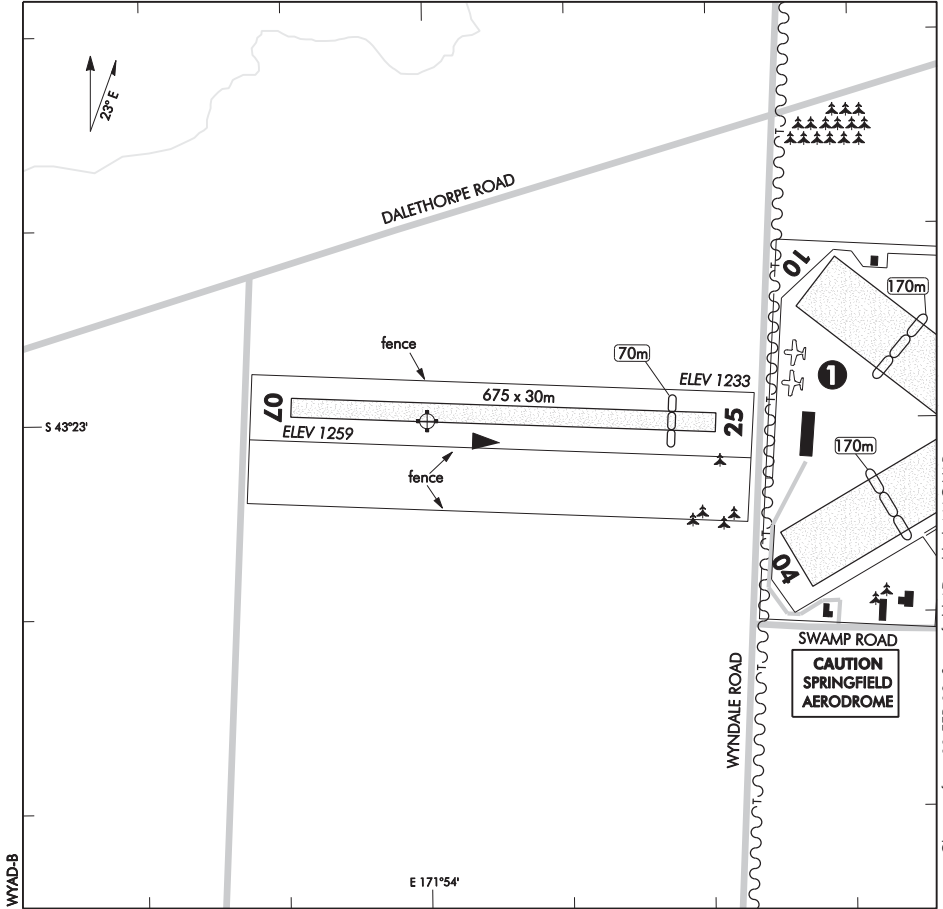 23° E
DALETHORPE ROAD
10
170m
fence
70m
ELEV 1233
1
675 x 30m
07
25
S 43°23'
ELEV 1259
170m
fence
04
SWAMP ROAD
CAUTION
SPRINGFIELD
AERODROME
WYNDALE ROAD
T
T
T
T
T
T
T
T
WYAD-B
E 171°54'